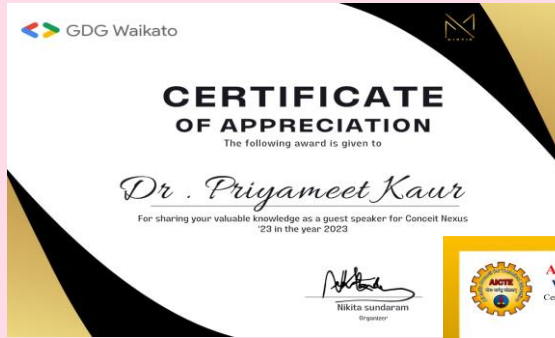 GDG Waikato
CERTIFICATE
OF APPRECIATION
The following award is given to
Dr . Priyameet Kaur
For sharing your valuable knowledge as a guest speaker for Conceit Nexus
'23 in the year 2023
Nikita sundaram
Organizer
AICTE